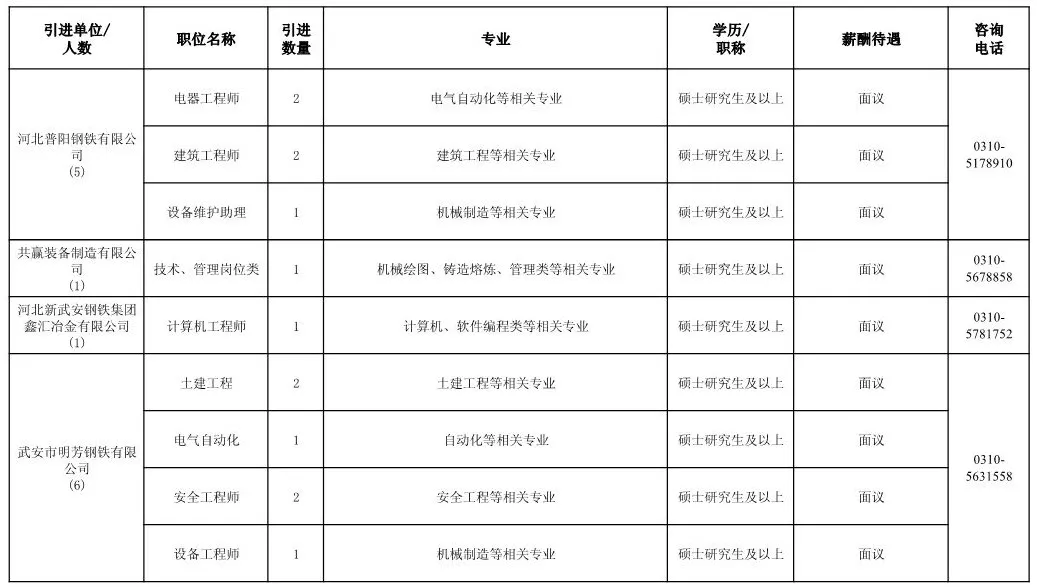 引进单位/
人数
职位名称
引进
数量
专业
学历/
职称
薪酬待遇
咨询
电话
河北普阳钢铁有限公
司
(5)
电器工程师
2
电气自动化等相关专业
硕士研究生及以上
面议
0310-
5178910
建筑工程师
2
建筑工程等相关专业
硕士研究生及以上
面议
设备维护助理
1
机械制造等相关专业
硕士研究生及以上
面议
共赢装备制造有限公
司
(1)
技术、管理岗位类
1
机械绘图、铸造熔炼、管理类等相关专业
硕士研究生及以上
面议
0310-
5678858
河北新武安钢铁集团
鑫汇冶金有限公司
(1)
计算机工程师
1
计算机、软件编程类等相关专业
硕士研究生及以上
面议
0310-
5781752
武安市明芳钢铁有限
公司
(6)
土建工程
2
土建工程等相关专业
硕士研究生及以上
面议
0310-
5631558
电气自动化
1
自动化等相关专业
硕士研究生及以上
面议
安全工程师
2
安全工程等相关专业
硕士研究生及以上
面议
设备工程师
1
机械制造等相关专业
硕士研究生及以上
面议